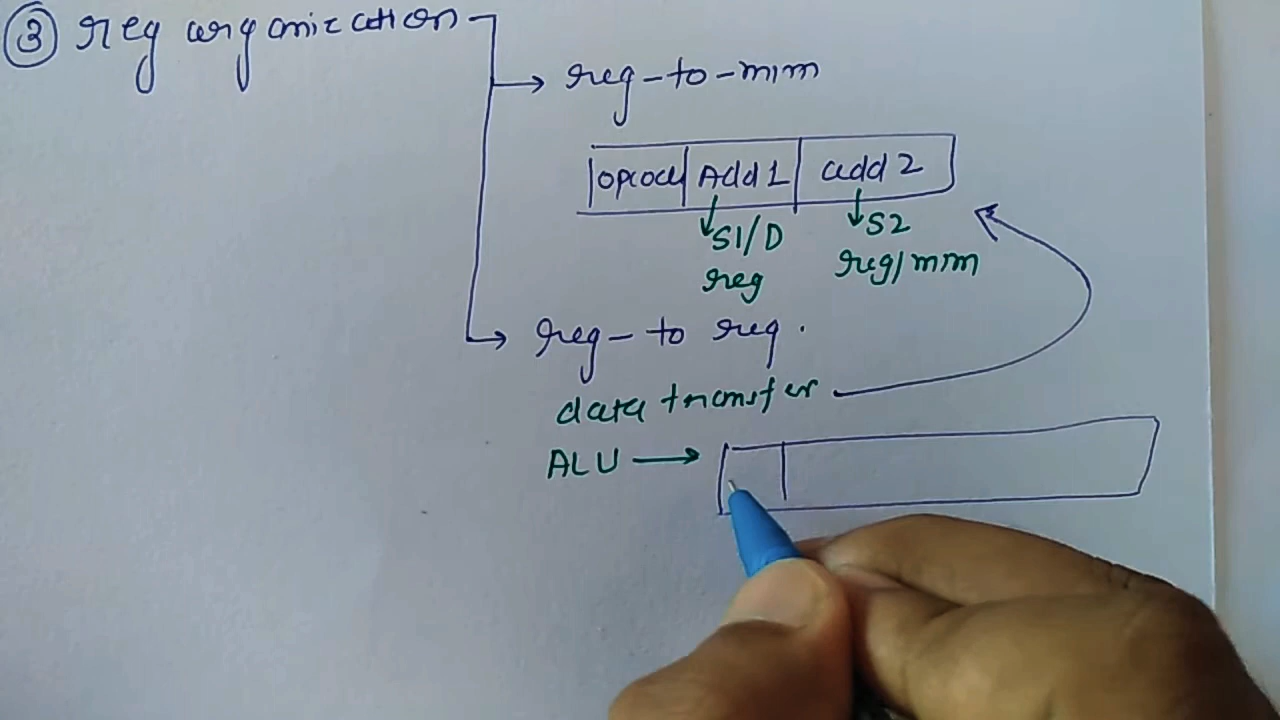 ③ reg organization
reg-to-mm
opcode Add 1 add 2
S1/D S2
reg reg/mm
reg-to reg.
data transfer
ALU